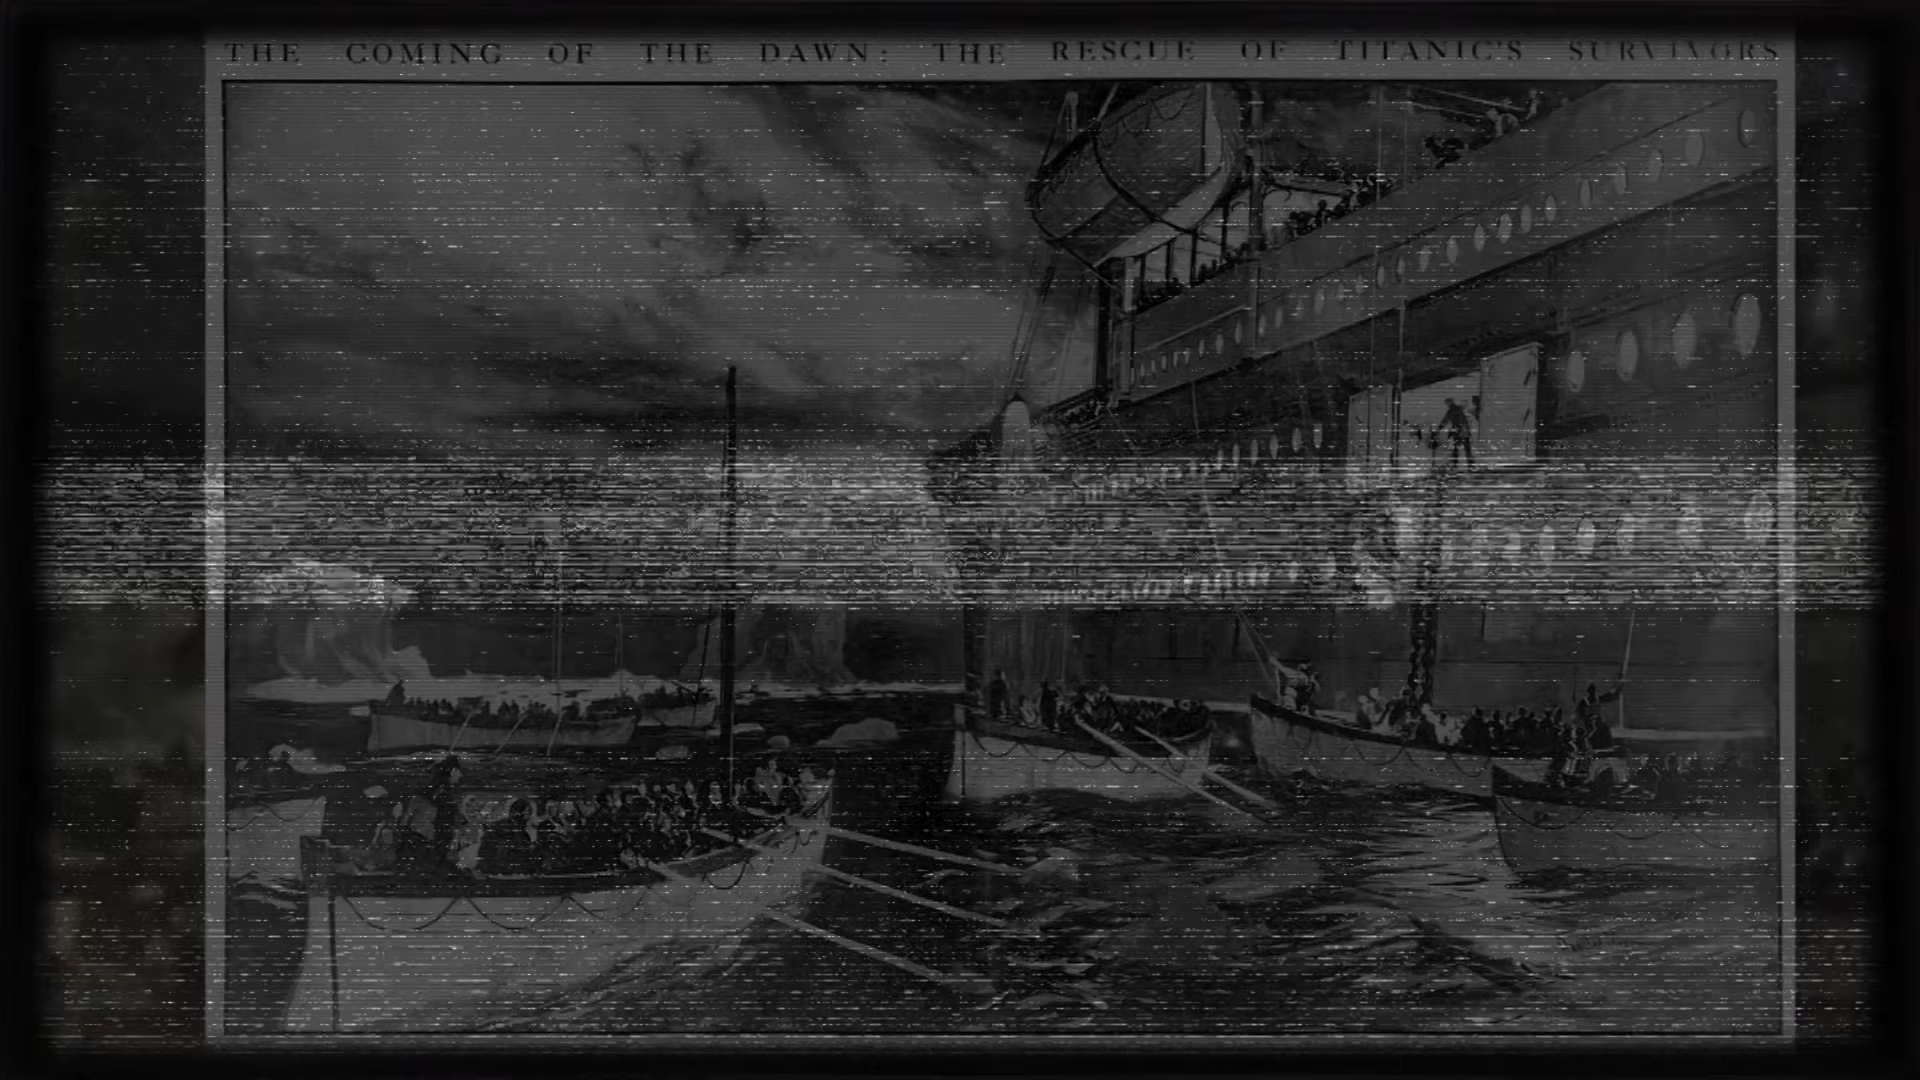 THE COMING OF THE DAWN: THE RESCUE OF TITANIC'S SURVIVORS